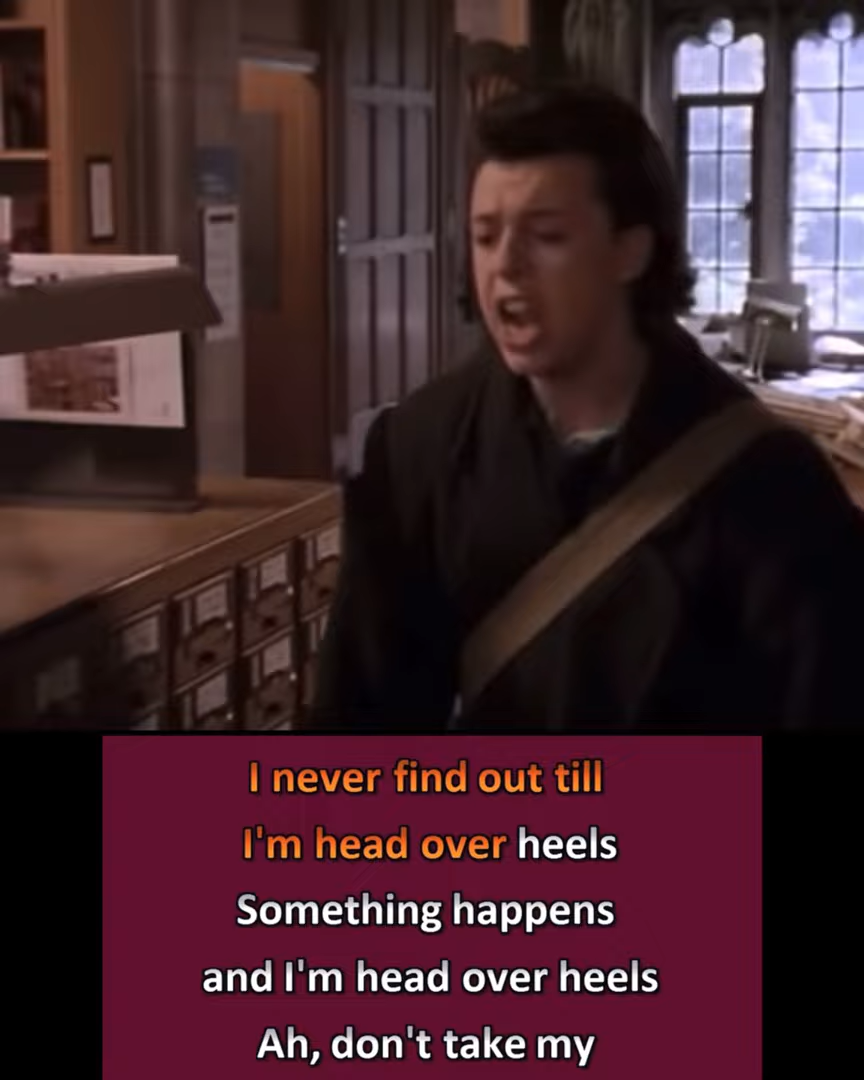 I never find out till
I'm head over heels
Something happens
and I'm head over heels
Ah, don't take my